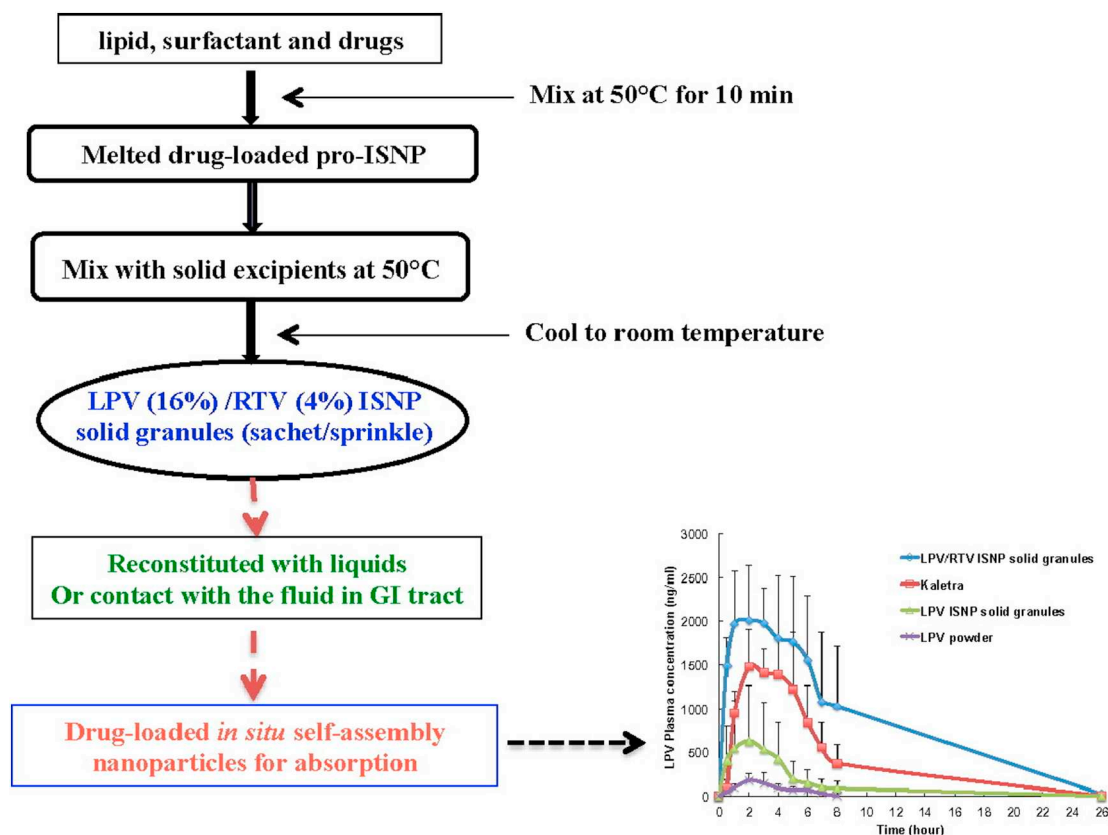 lipid, surfactant and drugs
Mix at 50°C for 10 min
Melted drug-loaded pro-ISNP
Mix with solid excipients at 50°C
Cool to room temperature
LPV (16%) /RTV (4%) ISNP
solid granules (sachet/sprinkle)
Reconstituted with liquids
Or contact with the fluid in GI tract
Drug-loaded in situ self-assembly
nanoparticles for absorption
LPV Plasma concentration (ng/ml)
3000
2500
2000
1500
1000
500
0
LPV/RTV ISNP solid granules
Kaletra
LPV ISNP solid granules
LPV powder
0 2 4 6 8 10 12 14 16 18 20 22 24 26
Time (hour)